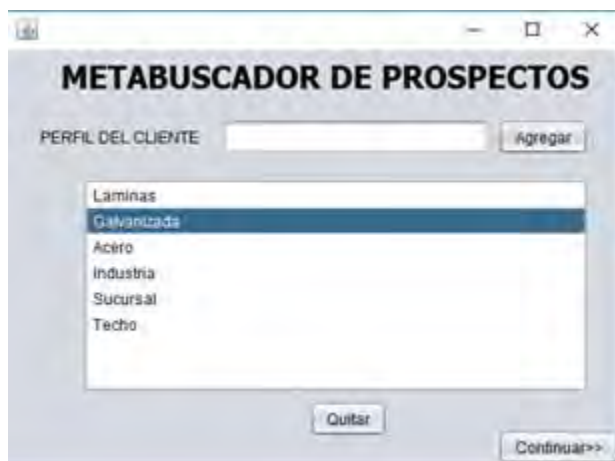 METABUSCADOR DE PROSPECTOS
PERFIL DEL CLIENTE Agregar
Laminas
Galvanizada
Acero
Industria
Sucursal
Techo
Quitar
Continuar>>